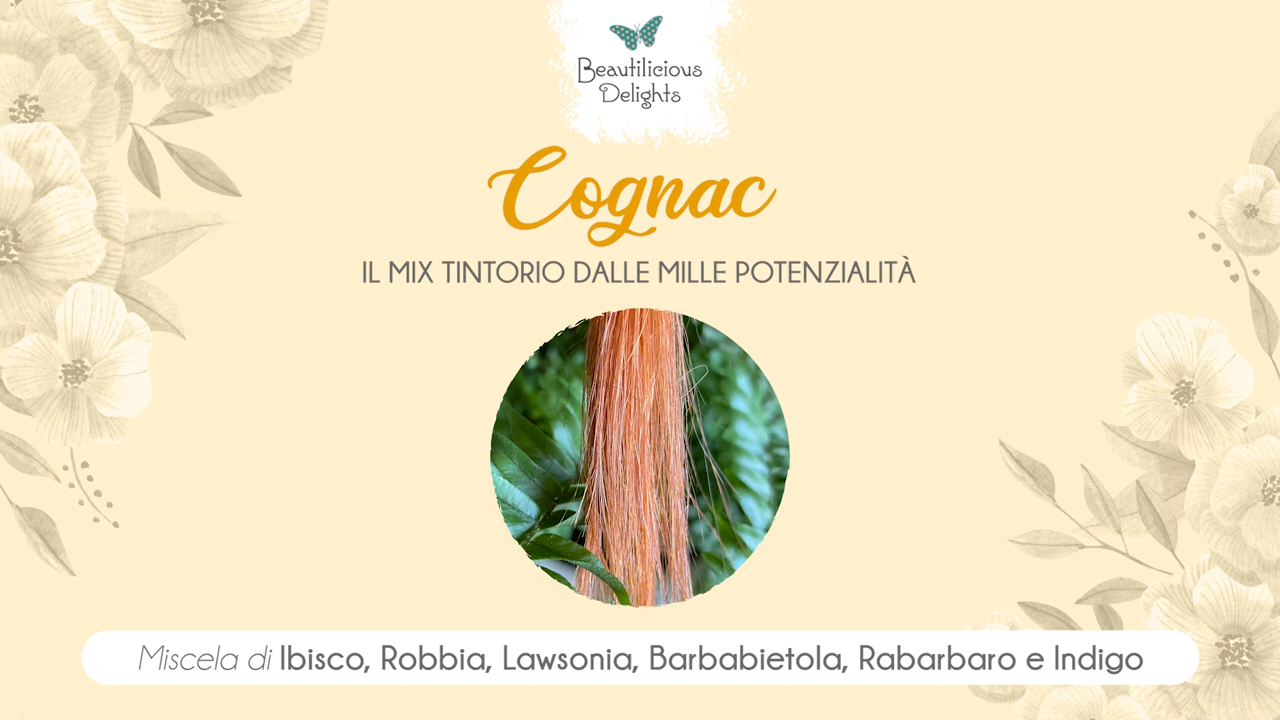 Beautilicious
Delights
Cognac
IL MIX TINTORIO DALLE MILLE POTENZIALITÀ
Miscela di Ibisco, Robbia, Lawsonia, Barbabietola, Rabarbaro e Indigo